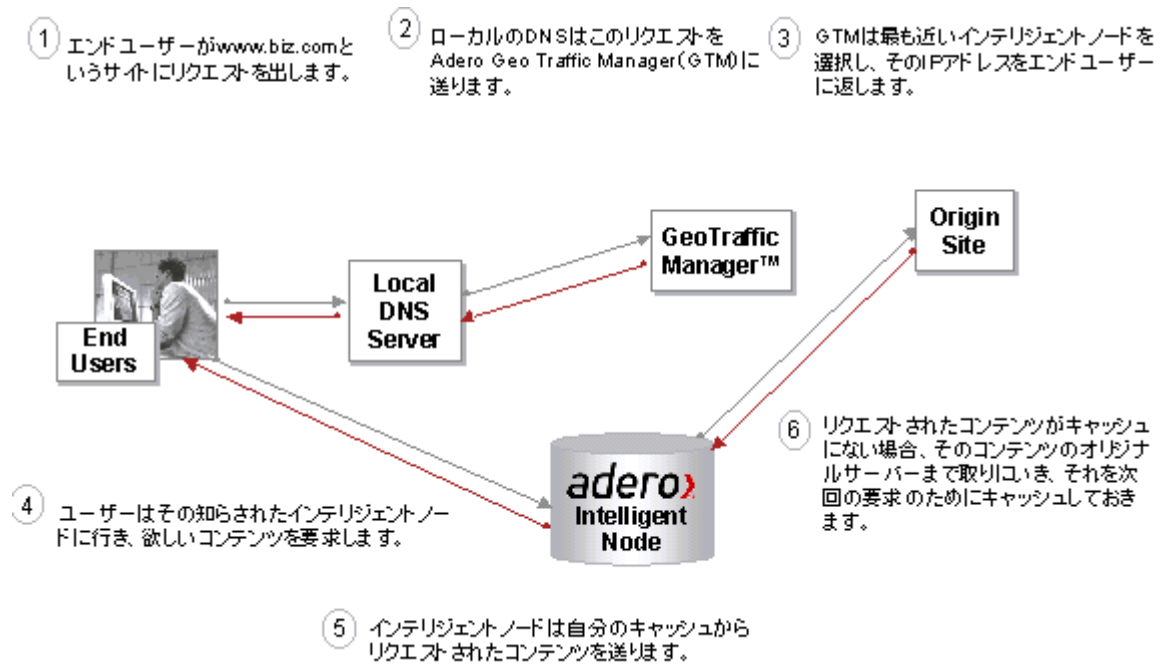 1 エンドユーザーがwww.biz.comと
いうサイトにリクエストを出します。
2 ローカルのDNSはこのリクエストを
Adero Geo Traffic Manager(GTM)に
送ります。
3 GTMは最も近いインテリジェントノードを
選択し、そのIPアドレスをエンドユーザー
に返します。
End
Users
Local
DNS
Server
GeoTraffic
Manager™
Origin
Site
adero
Intelligent
Node
4 ユーザーはその知らされたインテリジェントノー
ドに行き、欲しいコンテンツを要求します。
5 インテリジェントノードは自分のキャッシュから
リクエストされたコンテンツを送ります。
6 リクエストされたコンテンツがキャッシュ
にない場合、そのコンテンツのオリジナ
ルサーバーまで取りにいき、それを次
回の要求のためにキャッシュしておき
ます。